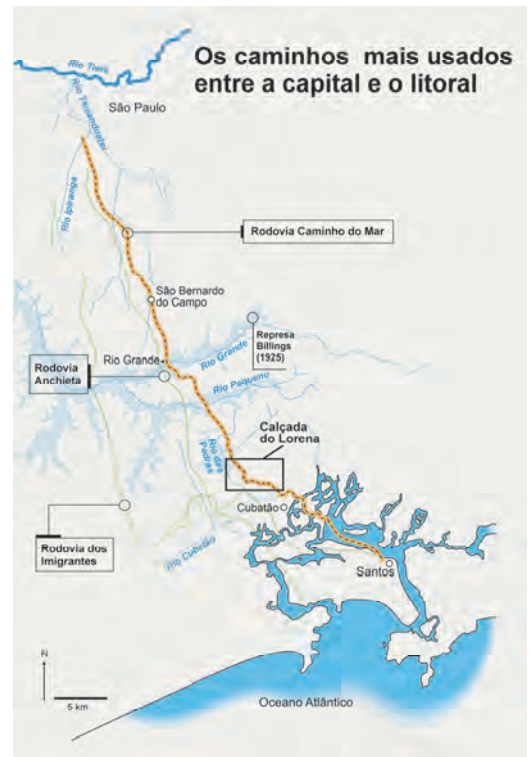 Os caminhos mais usados
entre a capital e o litoral
Rio Tietê
Rio Tamanduateí
São Paulo
Rio Ipiranga
Rodovia Caminho do Mar
São Bernardo
do Campo
Represa
Billings
(1925)
Rio Grande
Rio Grande
Rodovia
Anchieta
Rio Pequeno
Calçada
do Lorena
Rio das
Pedras
Cubatão
Rodovia dos
Imigrantes
Rio Cubatão
Santos
N
5 km
Oceano Atlântico